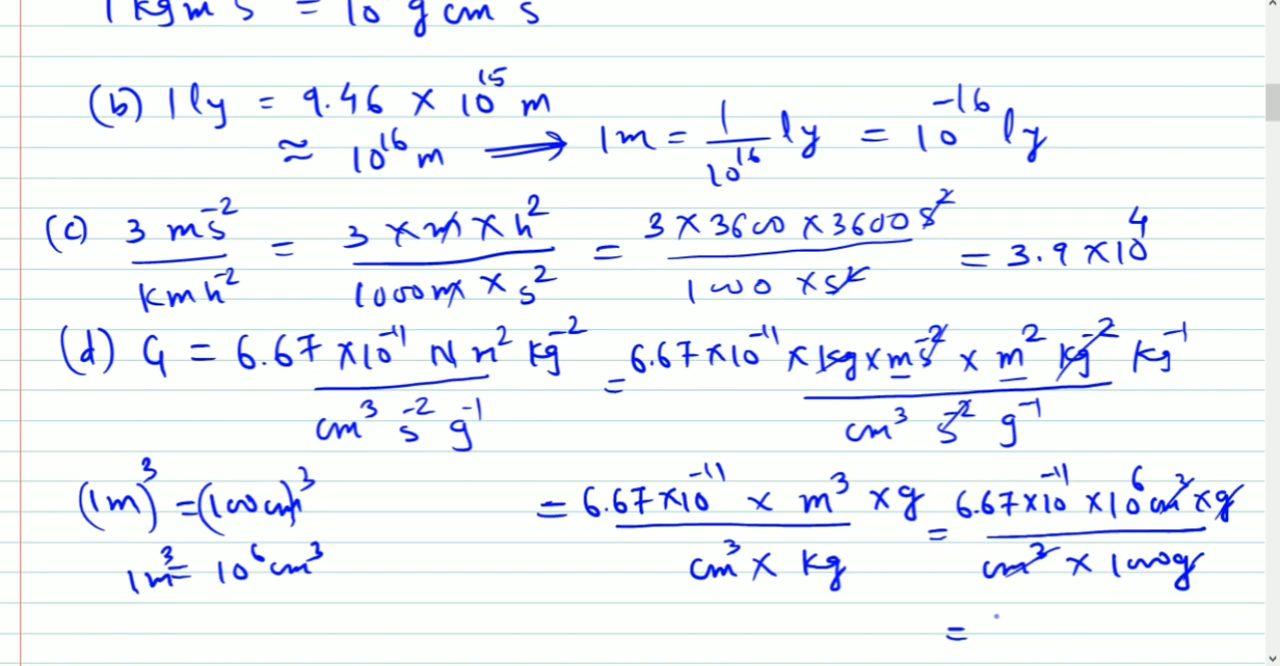 1 kg m s = 10 g cm s
(b) 1 ly = 9.46 × 10^15 m
≈ 10^16 m ⟶ 1m = 1/10^16 ly = 10^-16 ly
(c) 3 m s^-2 / km h^-2 = 3 × m × h^2 / 1000 m × s^2 = 3 × 3600 × 3600 s^2 / 1000 × s^2 = 3.9 × 10^4
(d) G = 6.67 × 10^-11 N m^2 kg^-2 / cm^3 s^-2 g^-1 = 6.67 × 10^-11 × kg × m s^-2 × m^2 kg^-2 kg^-1 / cm^3 s^-2 g^-1
(1m)^3 = (100 cm)^3 = 6.67 × 10^-11 × m^3 × g / cm^3 × kg = 6.67 × 10^-11 × 10^6 cm^3 × g / cm^3 × 1000g
1m^3 = 10^6 cm^3
=